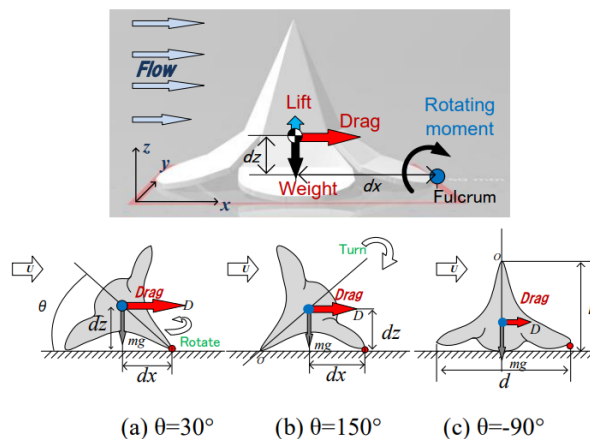 Flow
Lift
Drag
Rotating
moment
z
y
x
dz
Weight
dx
Fulcrum
U
θ
Drag
D
dz
mg
Rotate
dx
U
Turn
Drag
D
dz
mg
O
dx
U
O
Drag
D
mg
d
(a) θ=30°
(b) θ=150°
(c) θ=-90°